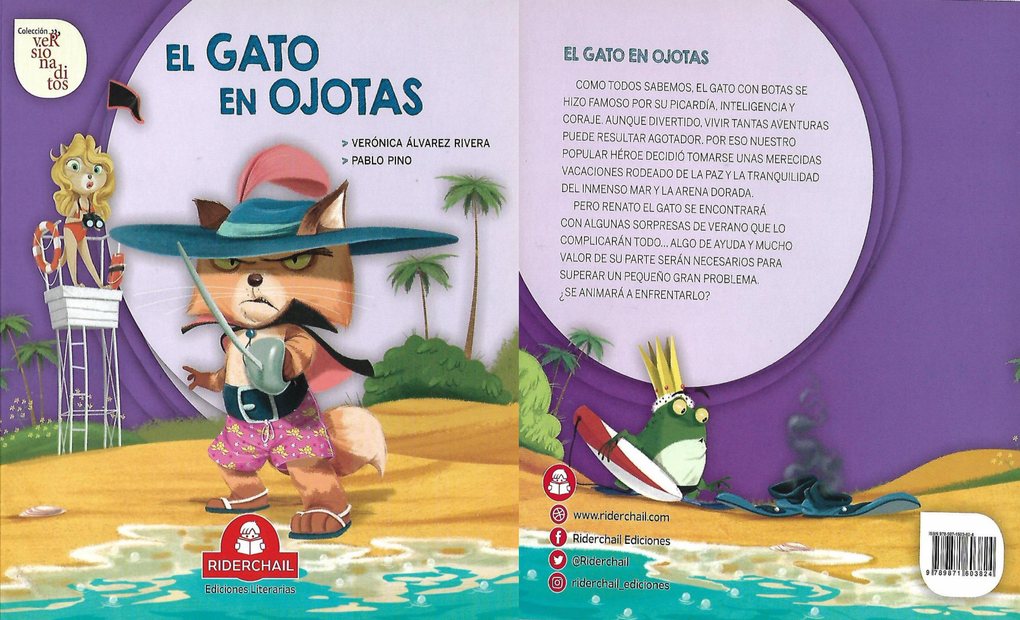 Colección
veRsionaditos
EL GATO
EN OJOTAS
VERÓNICA ÁLVAREZ RIVERA
PABLO PINO
RIDERCHAIL
Ediciones Literarias
EL GATO EN OJOTAS
COMO TODOS SABEMOS, EL GATO CON BOTAS SE
HIZO FAMOSO POR SU PICARDÍA, INTELIGENCIA Y
CORAJE. AUNQUE DIVERTIDO, VIVIR TANTAS AVENTURAS
PUEDE RESULTAR AGOTADOR. POR ESO NUESTRO
POPULAR HÉROE DECIDIÓ TOMARSE UNAS MERECIDAS
VACACIONES RODEADO DE LA PAZ Y LA TRANQUILIDAD
DEL INMENSO MAR Y LA ARENA DORADA.
PERO RENATO EL GATO SE ENCONTRARÁ
CON ALGUNAS SORPRESAS DE VERANO QUE LO
COMPLICARÁN TODO... ALGO DE AYUDA Y MUCHO
VALOR DE SU PARTE SERÁN NECESARIOS PARA
SUPERAR UN PEQUEÑO GRAN PROBLEMA.
¿SE ANIMARÁ A ENFRENTARLO?
www.riderchail.com
Riderchail Ediciones
@Riderchail
riderchail_ediciones
9 789871 603824